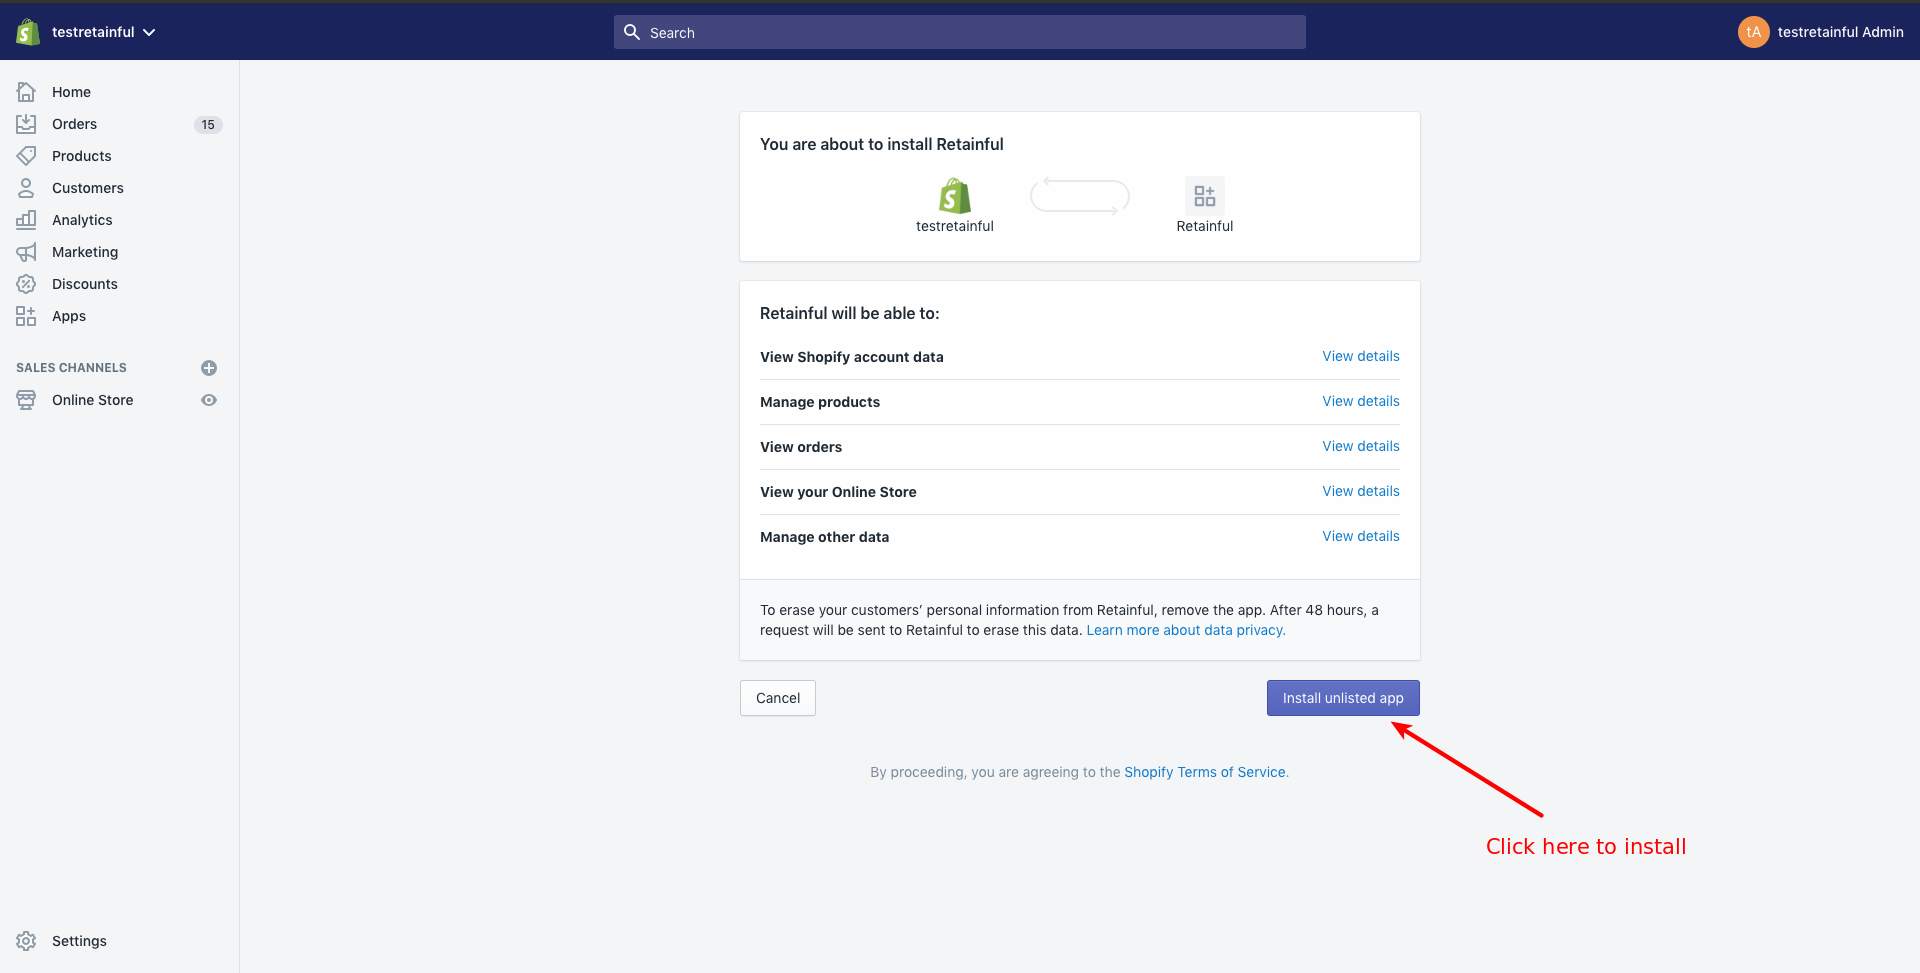 testretainful
Search
tA testretainful Admin
Home
Orders 15
Products
Customers
Analytics
Marketing
Discounts
Apps
SALES CHANNELS
Online Store
Settings
You are about to install Retainful
testretainful
Retainful
Retainful will be able to:
View Shopify account data View details
Manage products View details
View orders View details
View your Online Store View details
Manage other data View details
To erase your customers’ personal information from Retainful, remove the app. After 48 hours, a
request will be sent to Retainful to erase this data. Learn more about data privacy.
Cancel
Install unlisted app
By proceeding, you are agreeing to the Shopify Terms of Service.
Click here to install